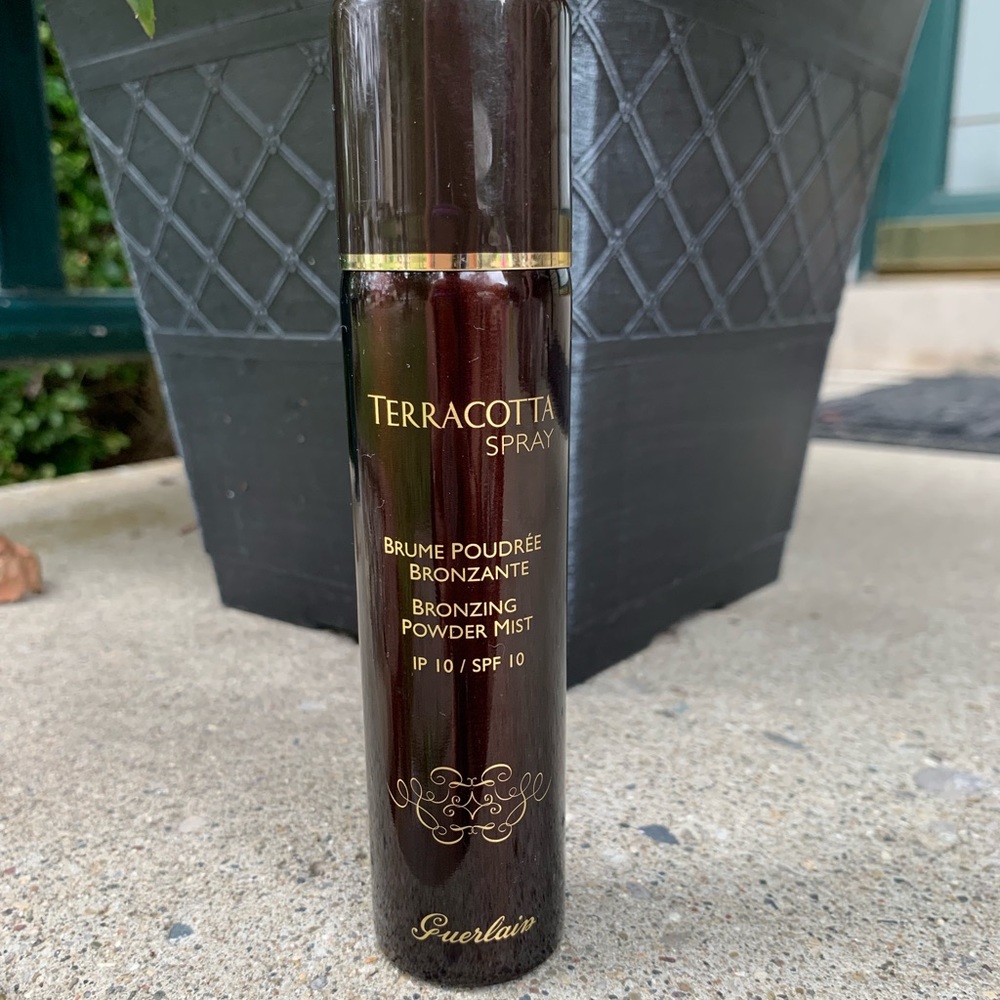 TERRACOTTA
SPRAY
BRUME POUDRÉE
BRONZANTE
BRONZING
POWDER MIST
IP 10 / SPF 10
Guerlain